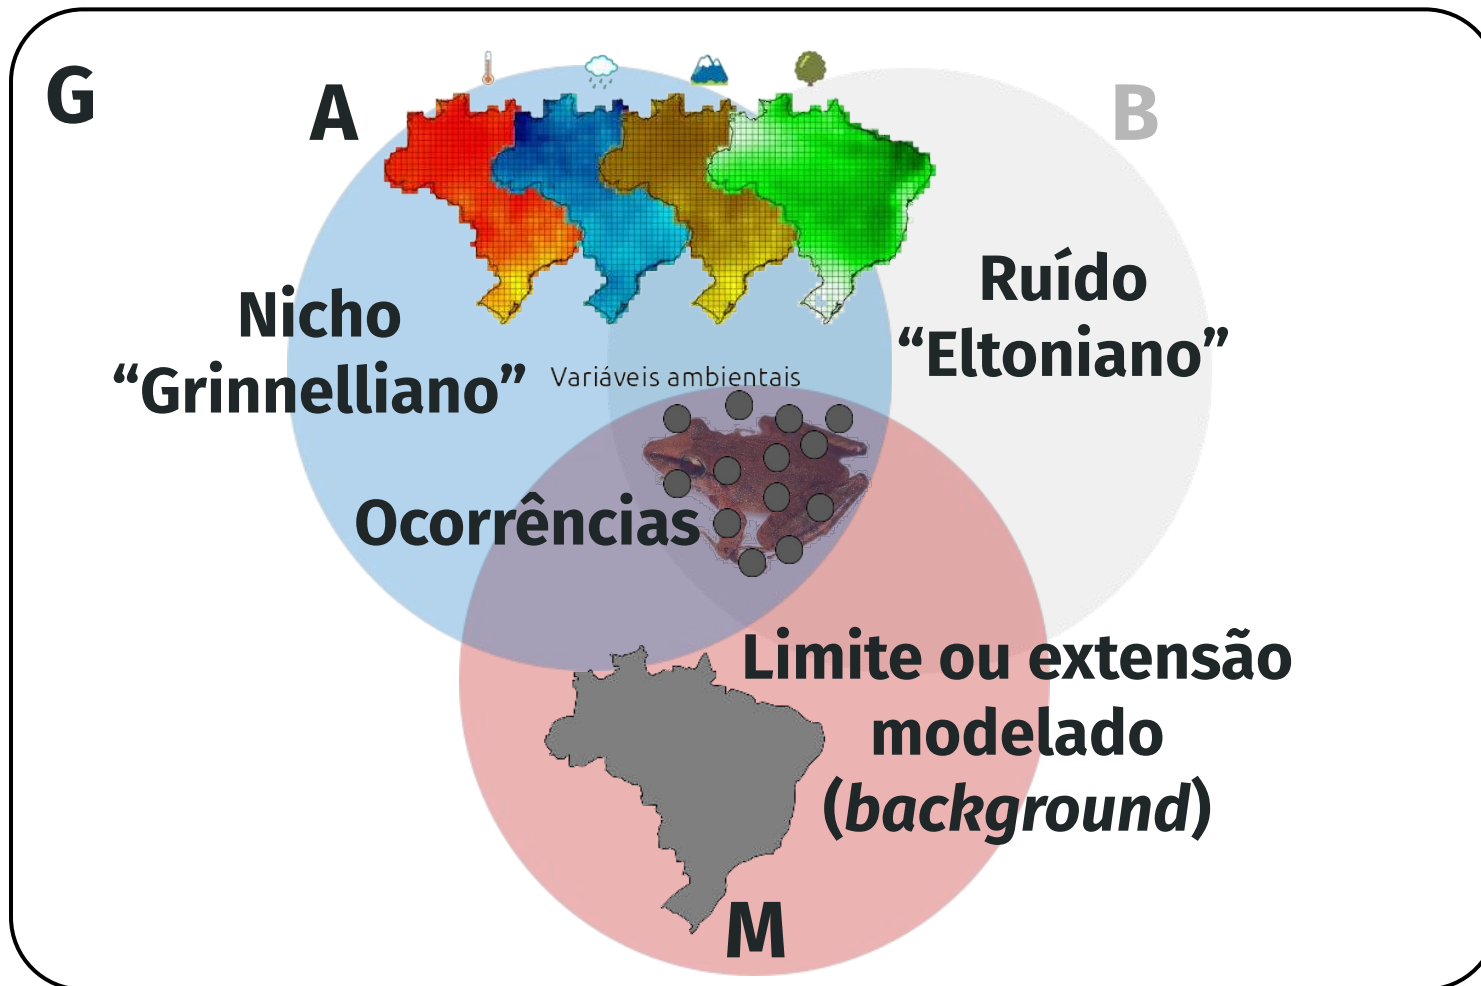 G
A
B
Nicho
“Grinnelliano”
Ruído
“Eltoniano”
Variáveis ambientais
Ocorrências
Limite ou extensão
modelado
(background)
M